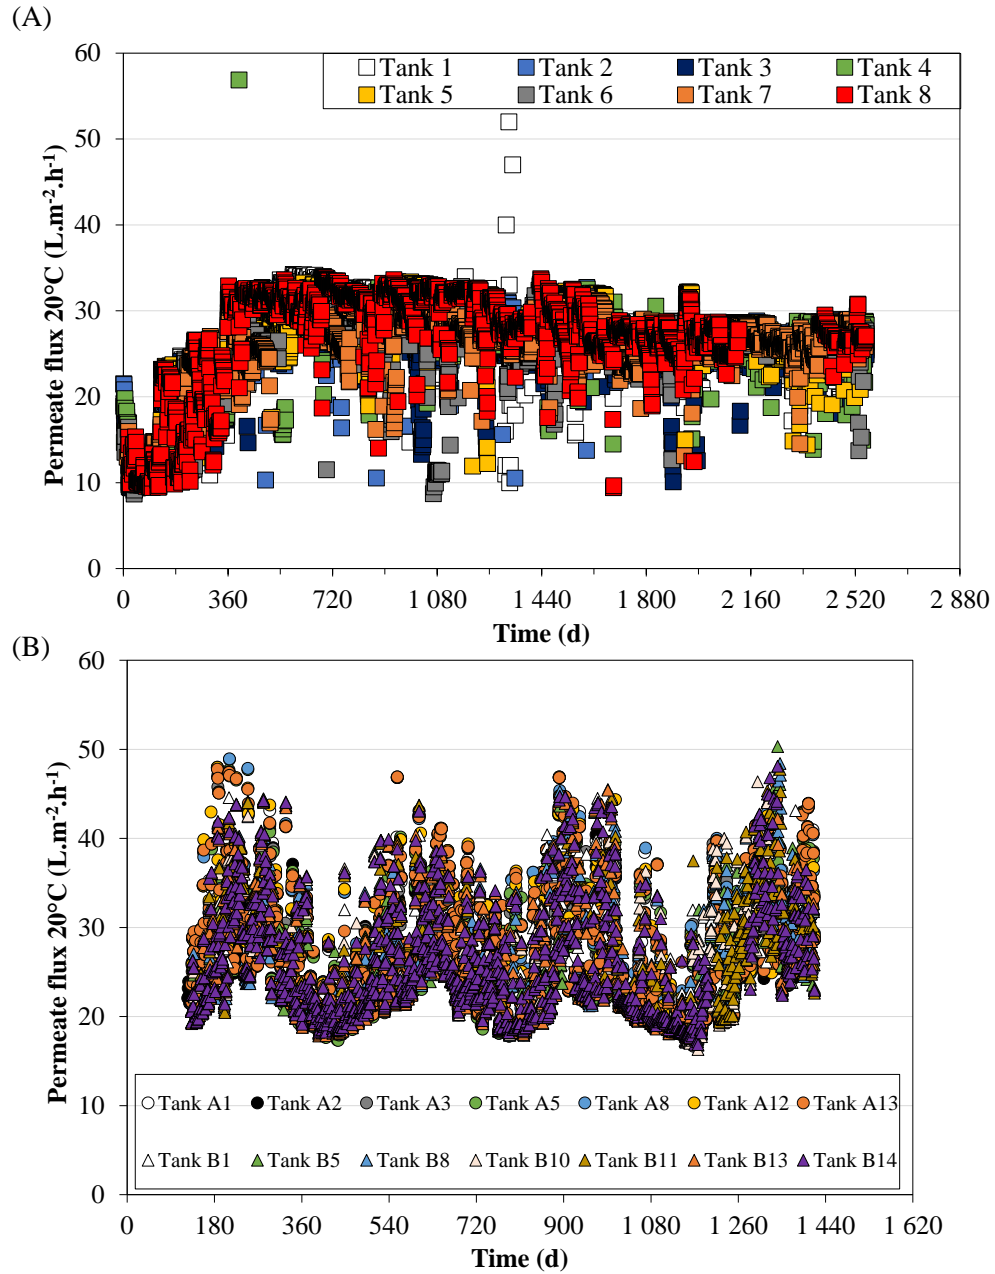 (A)
60
50
40
30
20
10
0
Permeate flux 20°C (L.m-2.h-1)
Tank 1 Tank 2 Tank 3 Tank 4
Tank 5 Tank 6 Tank 7 Tank 8
0 360 720 1 080 1 440 1 800 2 160 2 520 2 880
Time (d)
(B)
60
50
40
30
20
10
0
Permeate flux 20°C (L.m-2.h-1)
Tank A1 Tank A2 Tank A3 Tank A5 Tank A8 Tank A12 Tank A13
Tank B1 Tank B5 Tank B8 Tank B10 Tank B11 Tank B13 Tank B14
0 180 360 540 720 900 1 080 1 260 1 440 1 620
Time (d)